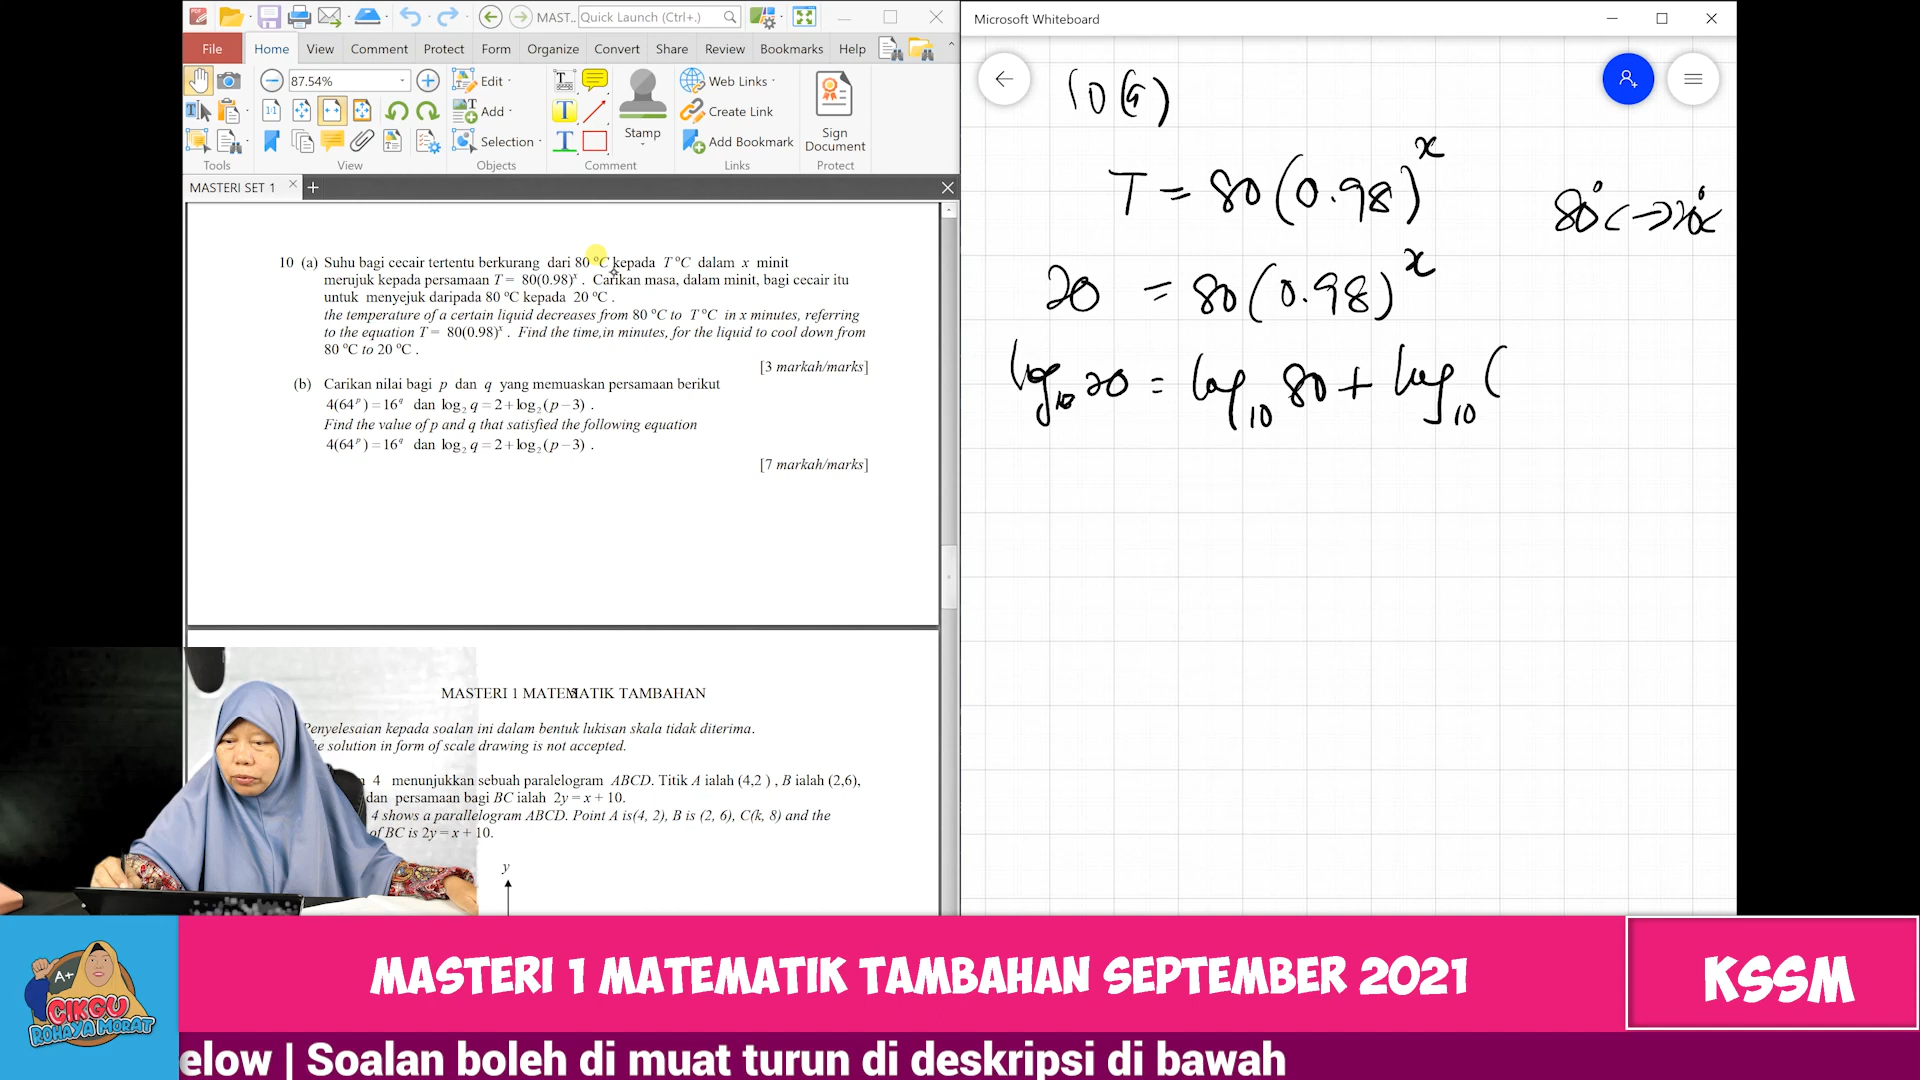 MAST.. Quick Launch (Ctrl+.)
File Home View Comment Protect Form Organize Convert Share Review Bookmarks Help
87.54% Edit Web Links
Add Create Link
Selection Stamp Add Bookmark Sign Document
Tools View Objects Comment Links Protect
MASTERI SET 1
10 (a) Suhu bagi cecair tertentu berkurang dari 80 °C kepada T °C dalam x minit
merujuk kepada persamaan T = 80(0.98)ˣ . Carikan masa, dalam minit, bagi cecair itu
untuk menyejuk daripada 80 °C kepada 20 °C .
the temperature of a certain liquid decreases from 80 °C to T °C in x minutes, referring
to the equation T = 80(0.98)ˣ . Find the time,in minutes, for the liquid to cool down from
80 °C to 20 °C .
[3 markah/marks]
(b) Carikan nilai bagi p dan q yang memuaskan persamaan berikut
4(64ᵖ) = 16^q dan log₂ q = 2 + log₂ (p − 3) .
Find the value of p and q that satisfied the following equation
4(64ᵖ) = 16^q dan log₂ q = 2 + log₂ (p − 3) .
[7 markah/marks]
MASTERI 1 MATEMATIK TAMBAHAN
Penyelesaian kepada soalan ini dalam bentuk lukisan skala tidak diterima.
he solution in form of scale drawing is not accepted.
4 menunjukkan sebuah paralelogram ABCD. Titik A ialah (4,2 ) , B ialah (2,6),
dan persamaan bagi BC ialah 2y = x + 10.
4 shows a parallelogram ABCD. Point A is(4, 2), B is (2, 6), C(k, 8) and the
of BC is 2y = x + 10.
y
Microsoft Whiteboard
10(a)
T = 80(0.98)ˣ
80°C → 20°C
20 = 80(0.98)ˣ
log₁₀ 20 = log₁₀ 80 + log₁₀ (
A+
CIKGU
ROHAYA MORAT
MASTERI 1 MATEMATIK TAMBAHAN SEPTEMBER 2021
KSSM
elow | Soalan boleh di muat turun di deskripsi di bawah